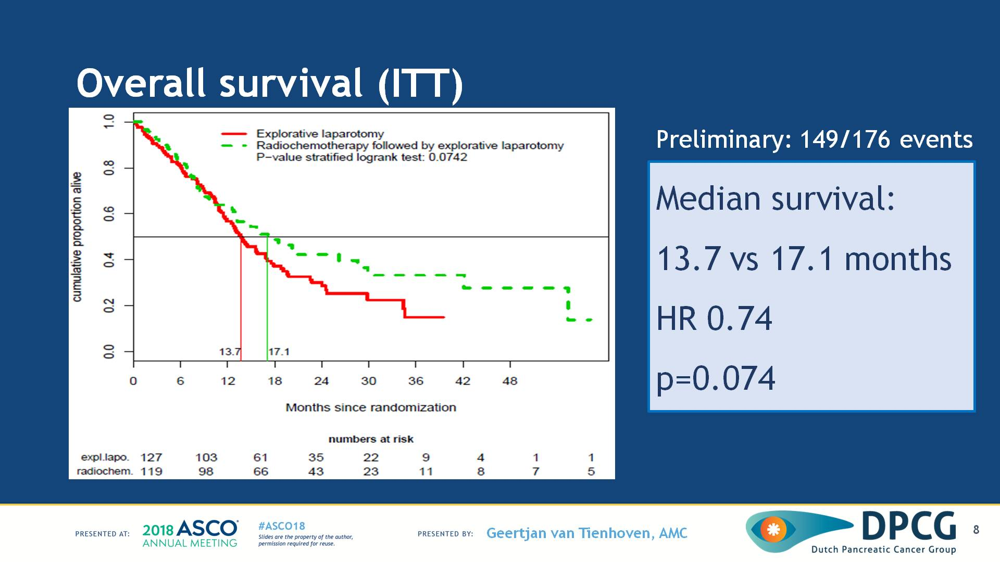 Overall survival (ITT)
1.0
0.8
0.6
0.4
0.2
0.0
cumulative proportion alive
Explorative laparotomy
Radiochemotherapy followed by explorative laparotomy
P−value stratified logrank test: 0.0742
13.7 17.1
0 6 12 18 24 30 36 42 48
Months since randomization
numbers at risk
expl.lapo. 127 103 61 35 22 9 4 1 1
radiochem. 119 98 66 43 23 11 8 7 5
Preliminary: 149/176 events
Median survival:
13.7 vs 17.1 months
HR 0.74
p=0.074
PRESENTED AT:
2018 ASCO®
ANNUAL MEETING
#ASCO18
Slides are the property of the author,
permission required for reuse.
PRESENTED BY:
Geertjan van Tienhoven, AMC
DPCG
Dutch Pancreatic Cancer Group
8